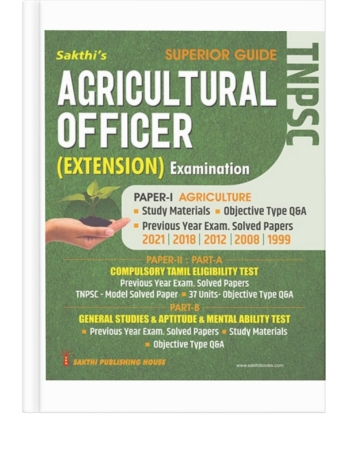 Sakthi's
SUPERIOR GUIDE
TNPSC
AGRICULTURAL
OFFICER
(EXTENSION) Examination
PAPER-I AGRICULTURE
Study Materials Objective Type Q&A
Previous Year Exam. Solved Papers
2021 | 2018 | 2012 | 2008 | 1999
PAPER-II : PART-A
COMPULSORY TAMIL ELIGIBILITY TEST
Previous Year Exam. Solved Papers
TNPSC - Model Solved Paper 37 Units- Objective Type Q&A
PART-B
GENERAL STUDIES & APTITUDE & MENTAL ABILITY TEST
Previous Year Exam. Solved Papers Study Materials
Objective Type Q&A
SAKTHI PUBLISHING HOUSE
www.sakthibooks.com